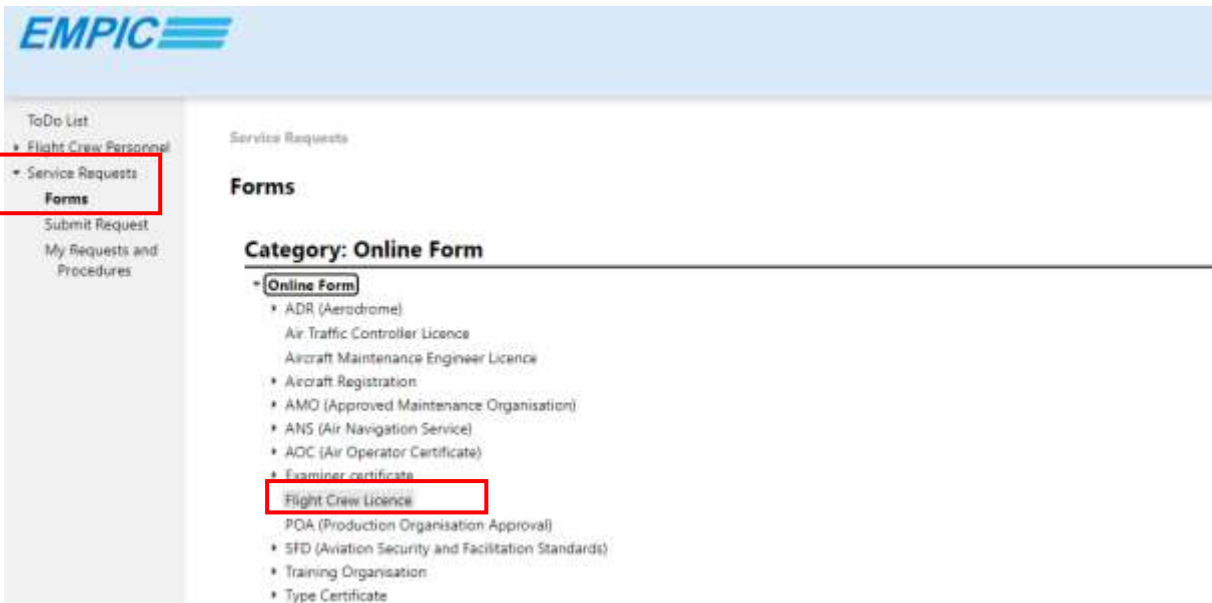 EMPIC
ToDo List
Flight Crew Personnel
Service Requests
Forms
Submit Request
My Requests and
Procedures
Service Requests
Forms
Category: Online Form
Online Form
ADR (Aerodrome)
Air Traffic Controller Licence
Aircraft Maintenance Engineer Licence
Aircraft Registration
AMO (Approved Maintenance Organisation)
ANS (Air Navigation Service)
AOC (Air Operator Certificate)
Examiner certificate
Flight Crew Licence
POA (Production Organisation Approval)
SFD (Aviation Security and Facilitation Standards)
Training Organisation
Type Certificate